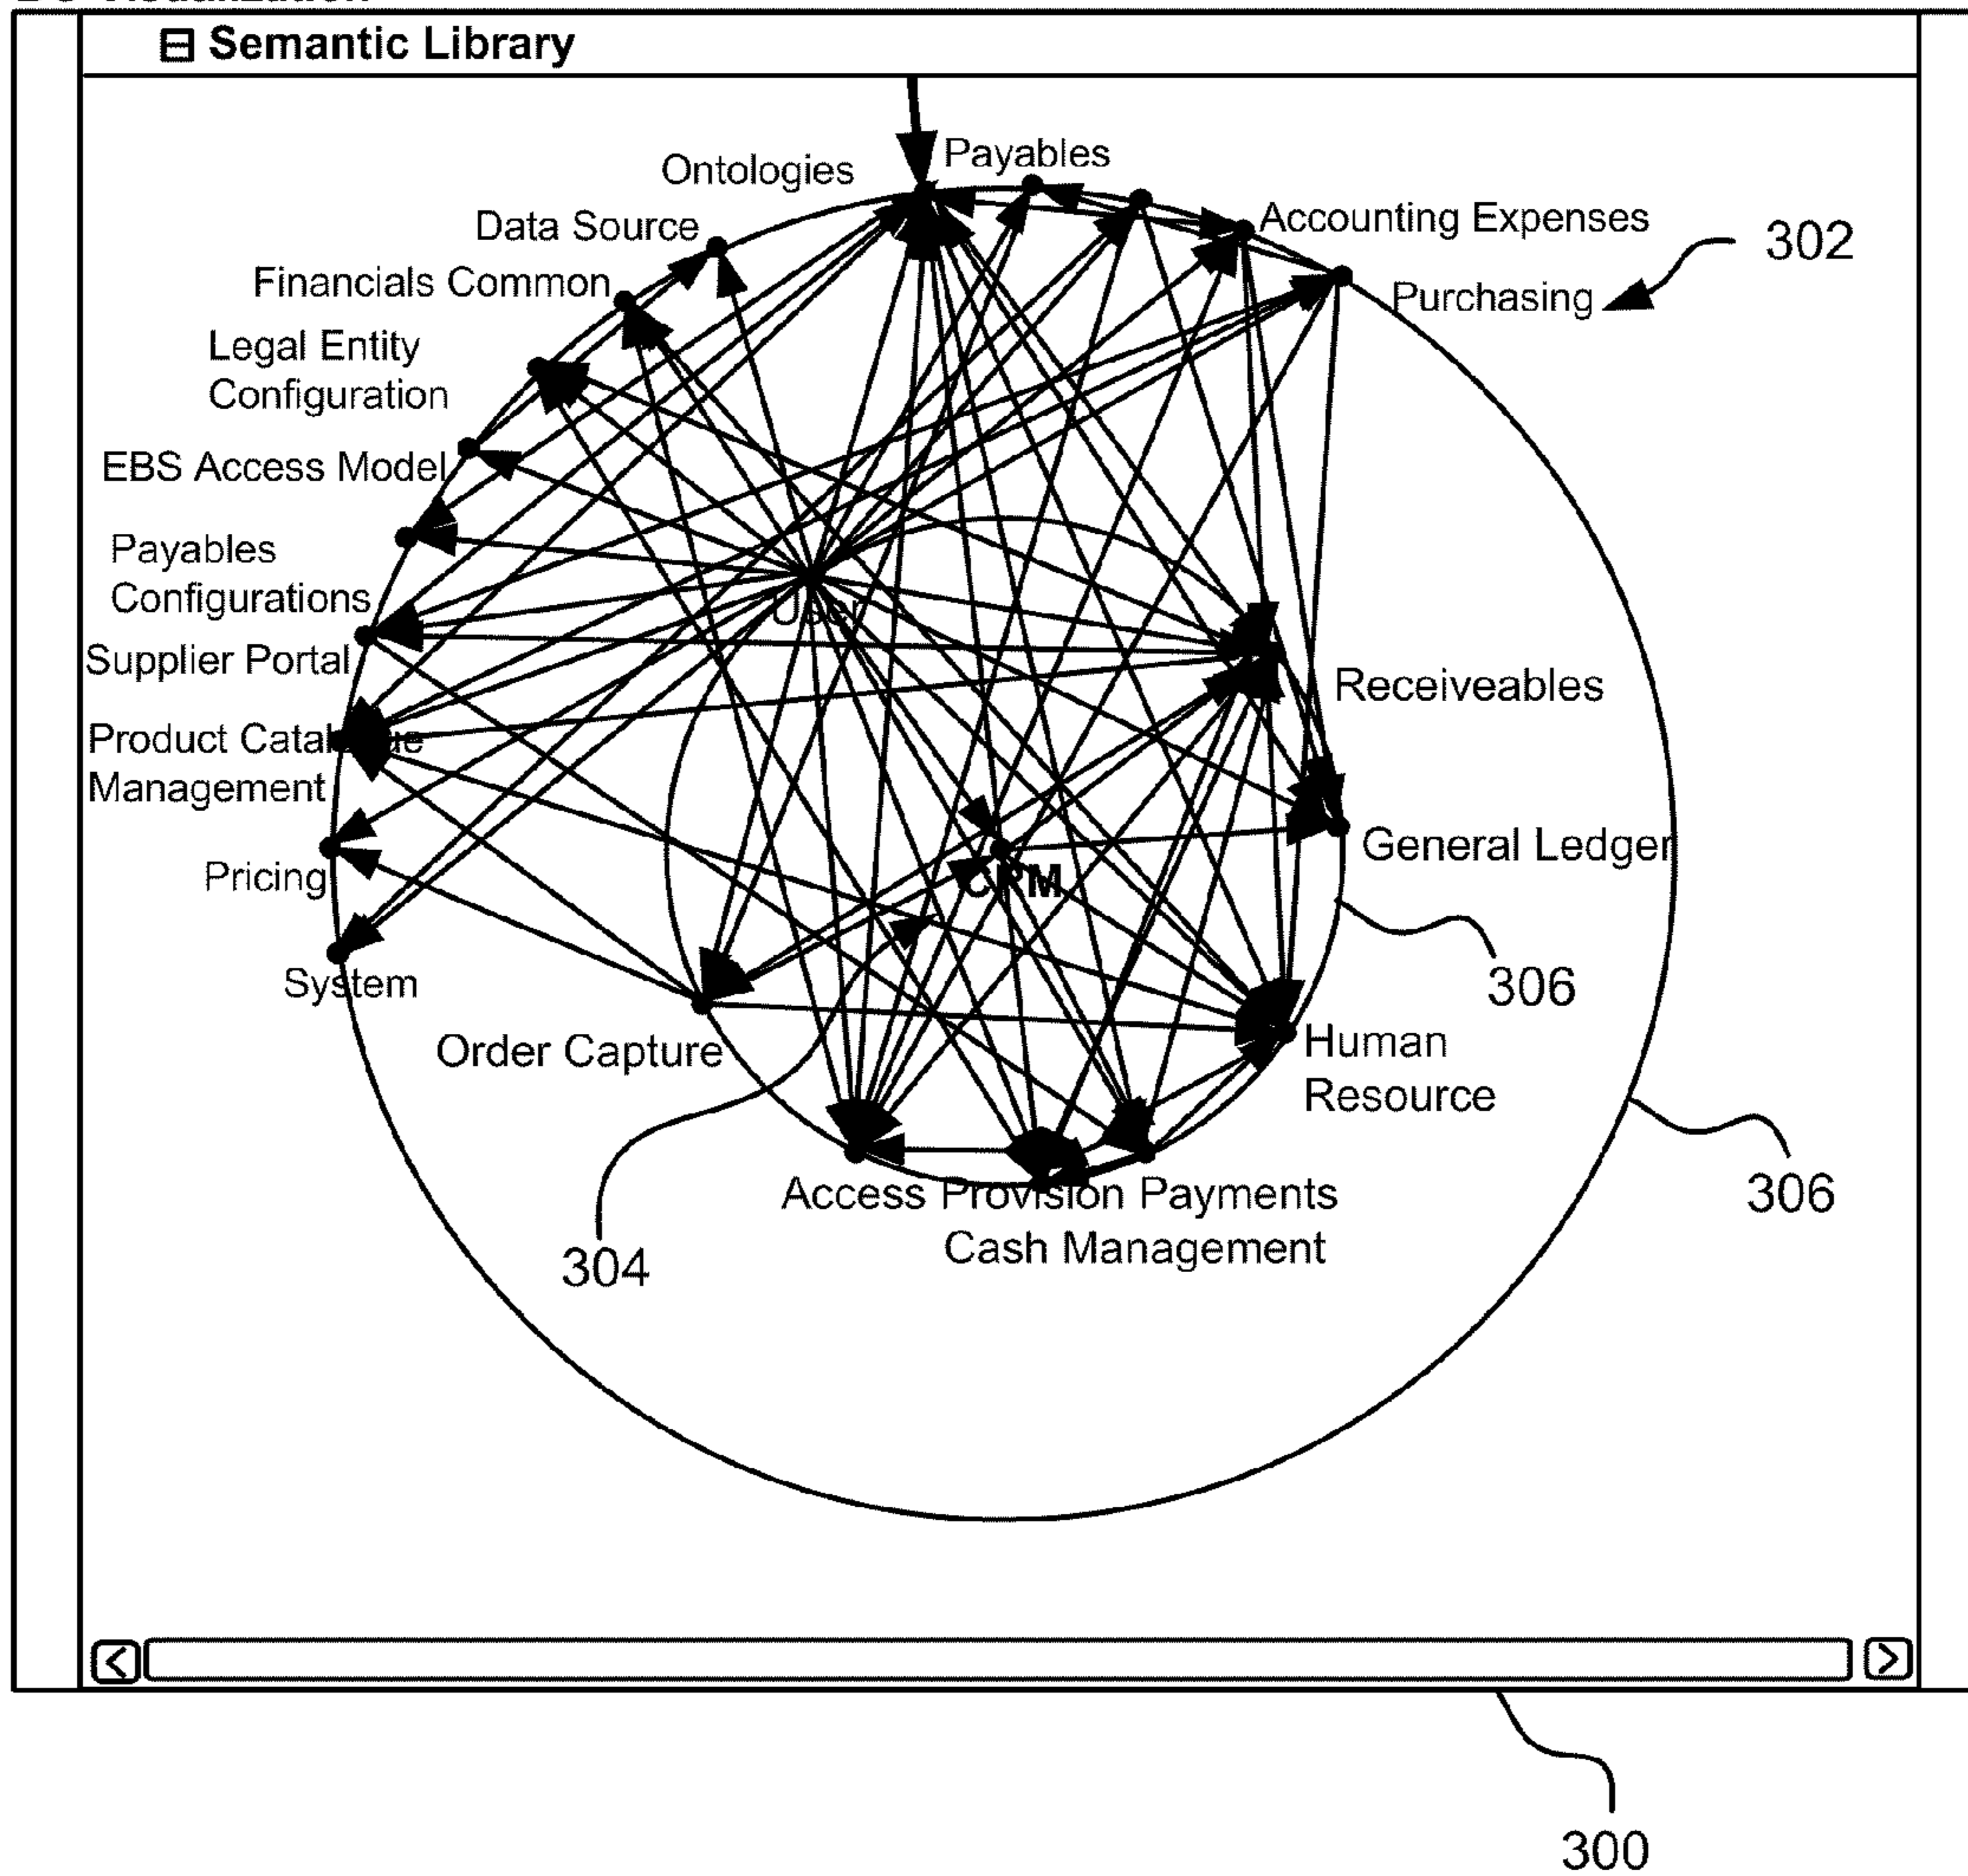 Semantic Library
Ontologies
Payables
Data Source
Accounting Expenses
302
Financials Common
Purchasing
Legal Entity
Configuration
EBS Access Model
Payables
Configurations
Supplier Portal
Receiveables
Product Catalogue
Management
General Ledger
Pricing
System
306
Order Capture
Human
Resource
306
Access Provision Payments
Cash Management
304
300